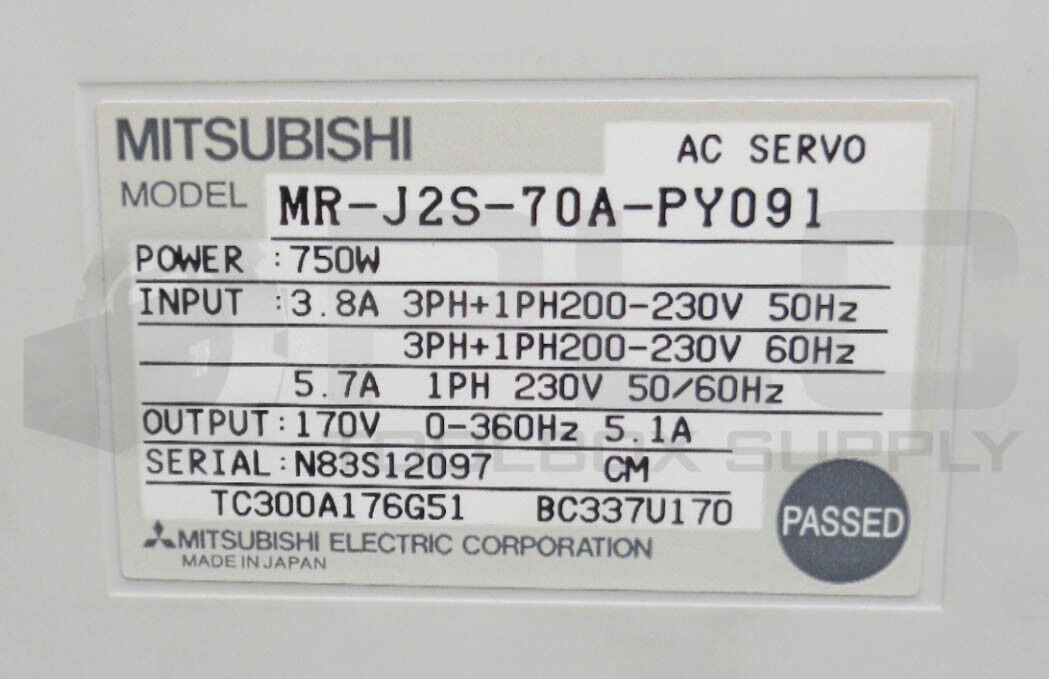 MITSUBISHI
AC SERVO
MODEL MR-J2S-70A-PY091
POWER :750W
INPUT :3.8A 3PH+1PH200-230V 50Hz
3PH+1PH200-230V 60Hz
5.7A 1PH 230V 50/60Hz
OUTPUT:170V 0-360Hz 5.1A
SERIAL:N83S12097 CM
TC300A176G51 BC337U170
PASSED
MITSUBISHI ELECTRIC CORPORATION
MADE IN JAPAN